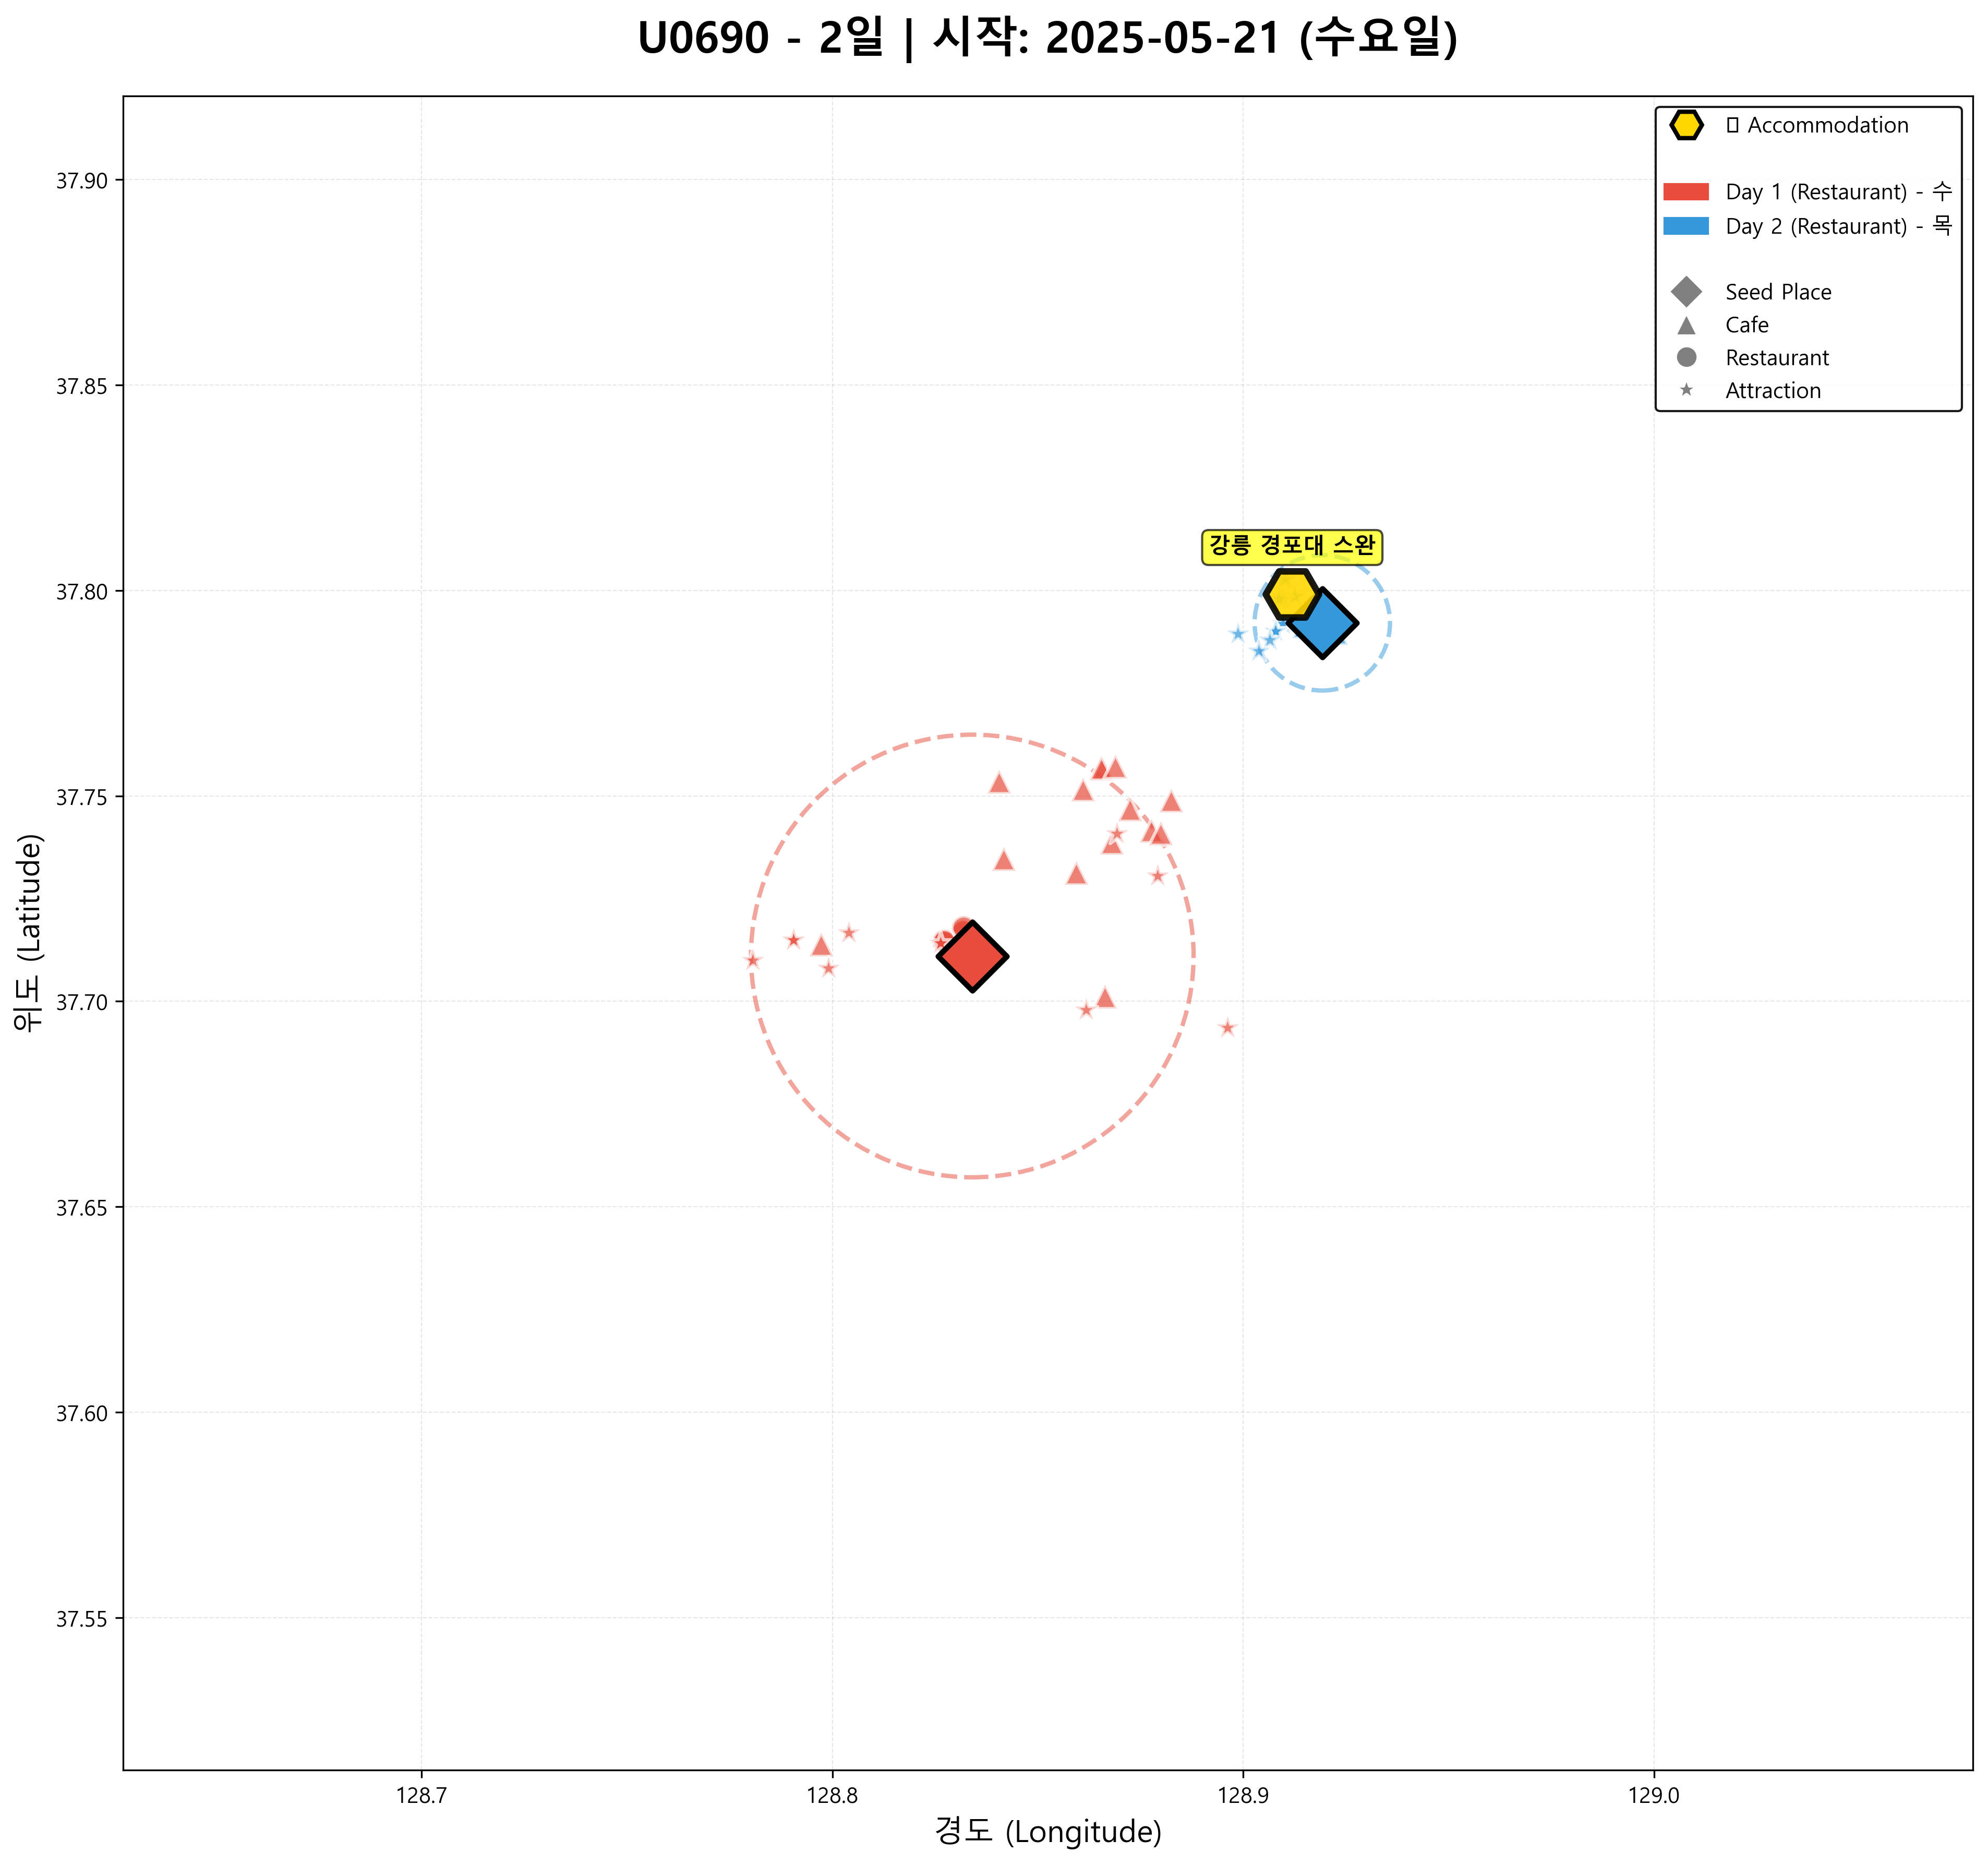 U0690 - 2일 | 시작: 2025-05-21 (수요일)
□ Accommodation
Day 1 (Restaurant) - 수
Day 2 (Restaurant) - 목
Seed Place
Cafe
Restaurant
Attraction
강릉 경포대 스완
37.90
37.85
37.80
37.75
37.70
37.65
37.60
37.55
위도 (Latitude)
128.7
128.8
128.9
129.0
경도 (Longitude)